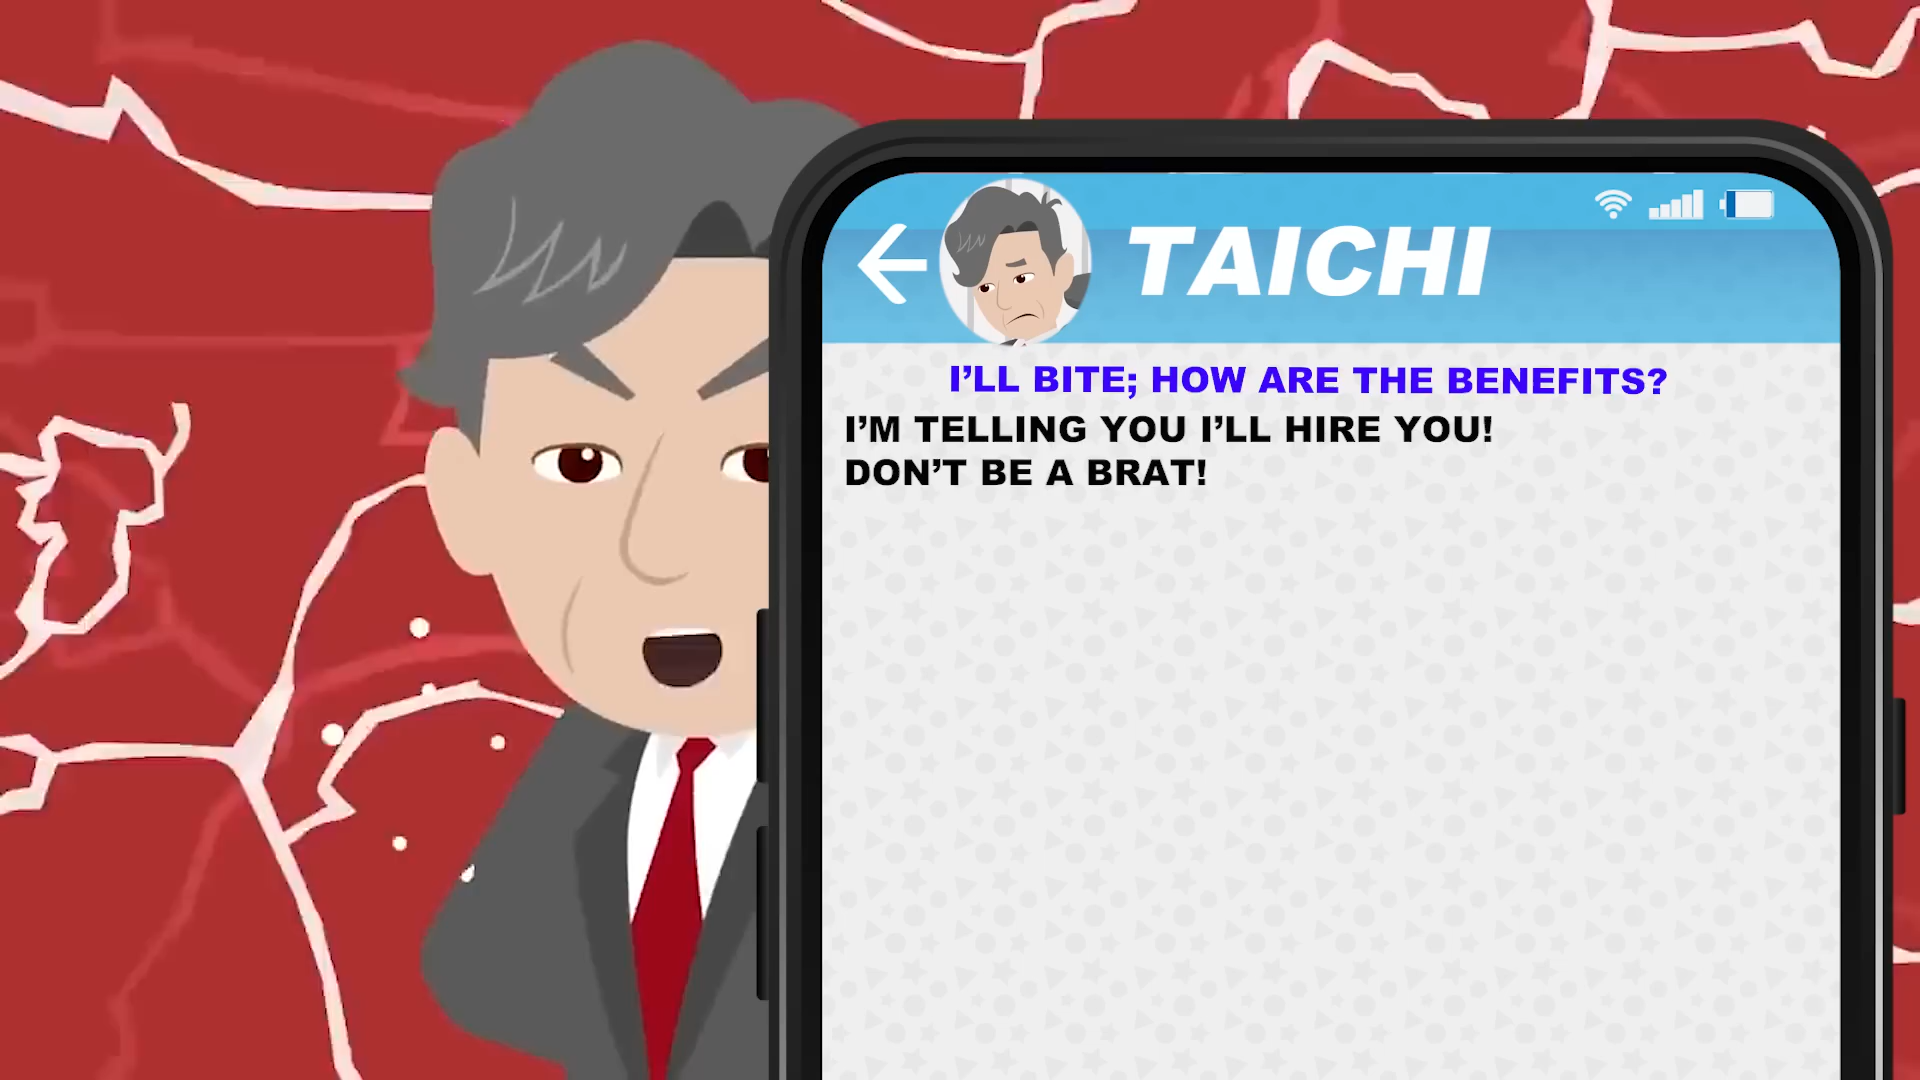 TAICHI
I’LL BITE; HOW ARE THE BENEFITS?
I’M TELLING YOU I’LL HIRE YOU!
DON’T BE A BRAT!